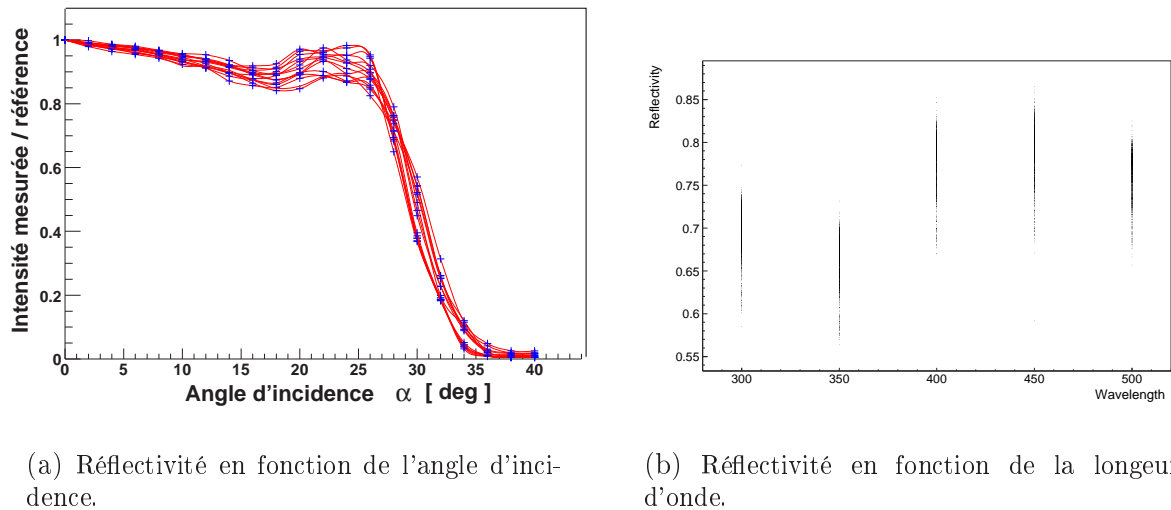 Intensité mesurée / référence
1
0.8
0.6
0.4
0.2
0
0 5 10 15 20 25 30 35 40
Angle d'incidence α [ deg ]
(a) Réflectivité en fonction de l'angle d'inci-
dence.
Reflectivity
0.85
0.8
0.75
0.7
0.65
0.6
0.55
300 350 400 450 500
Wavelength
(b) Réflectivité en fonction de la longeur
d'onde.